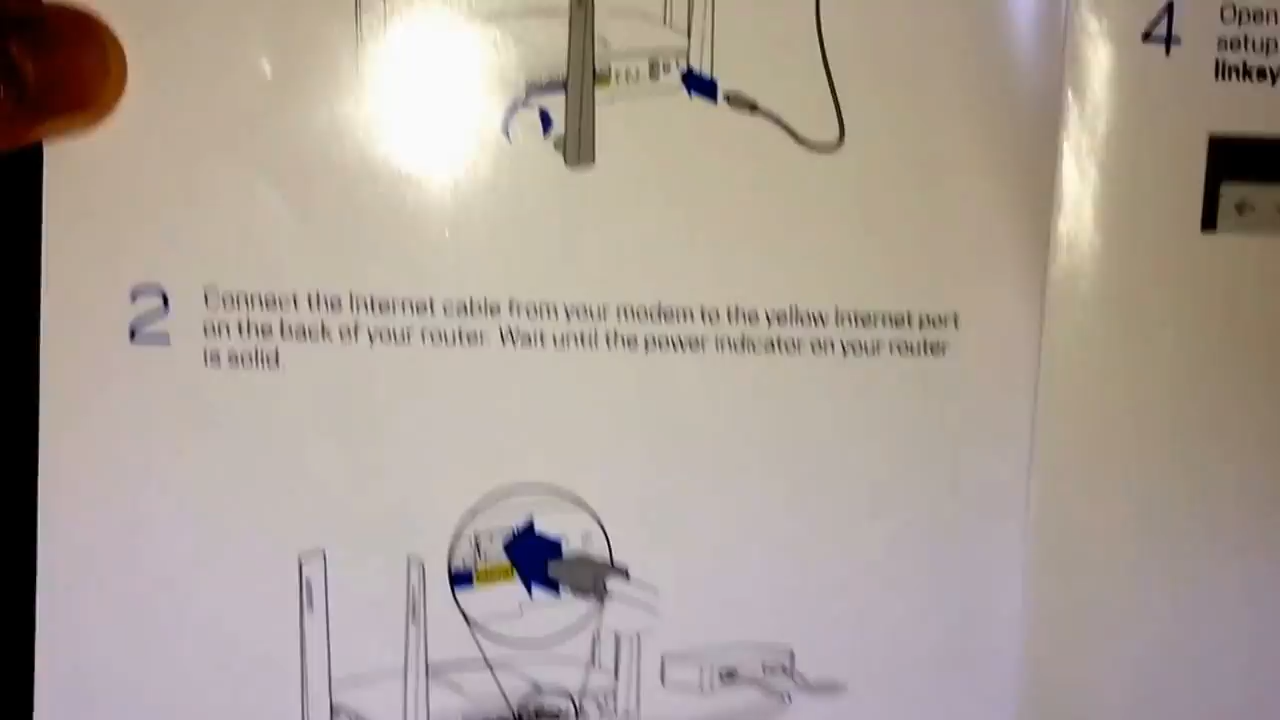 2
Connect the Internet cable from your modem to the yellow Internet port
on the back of your router. Wait until the power indicator on your router
is solid.
4
Open
setup
linksy